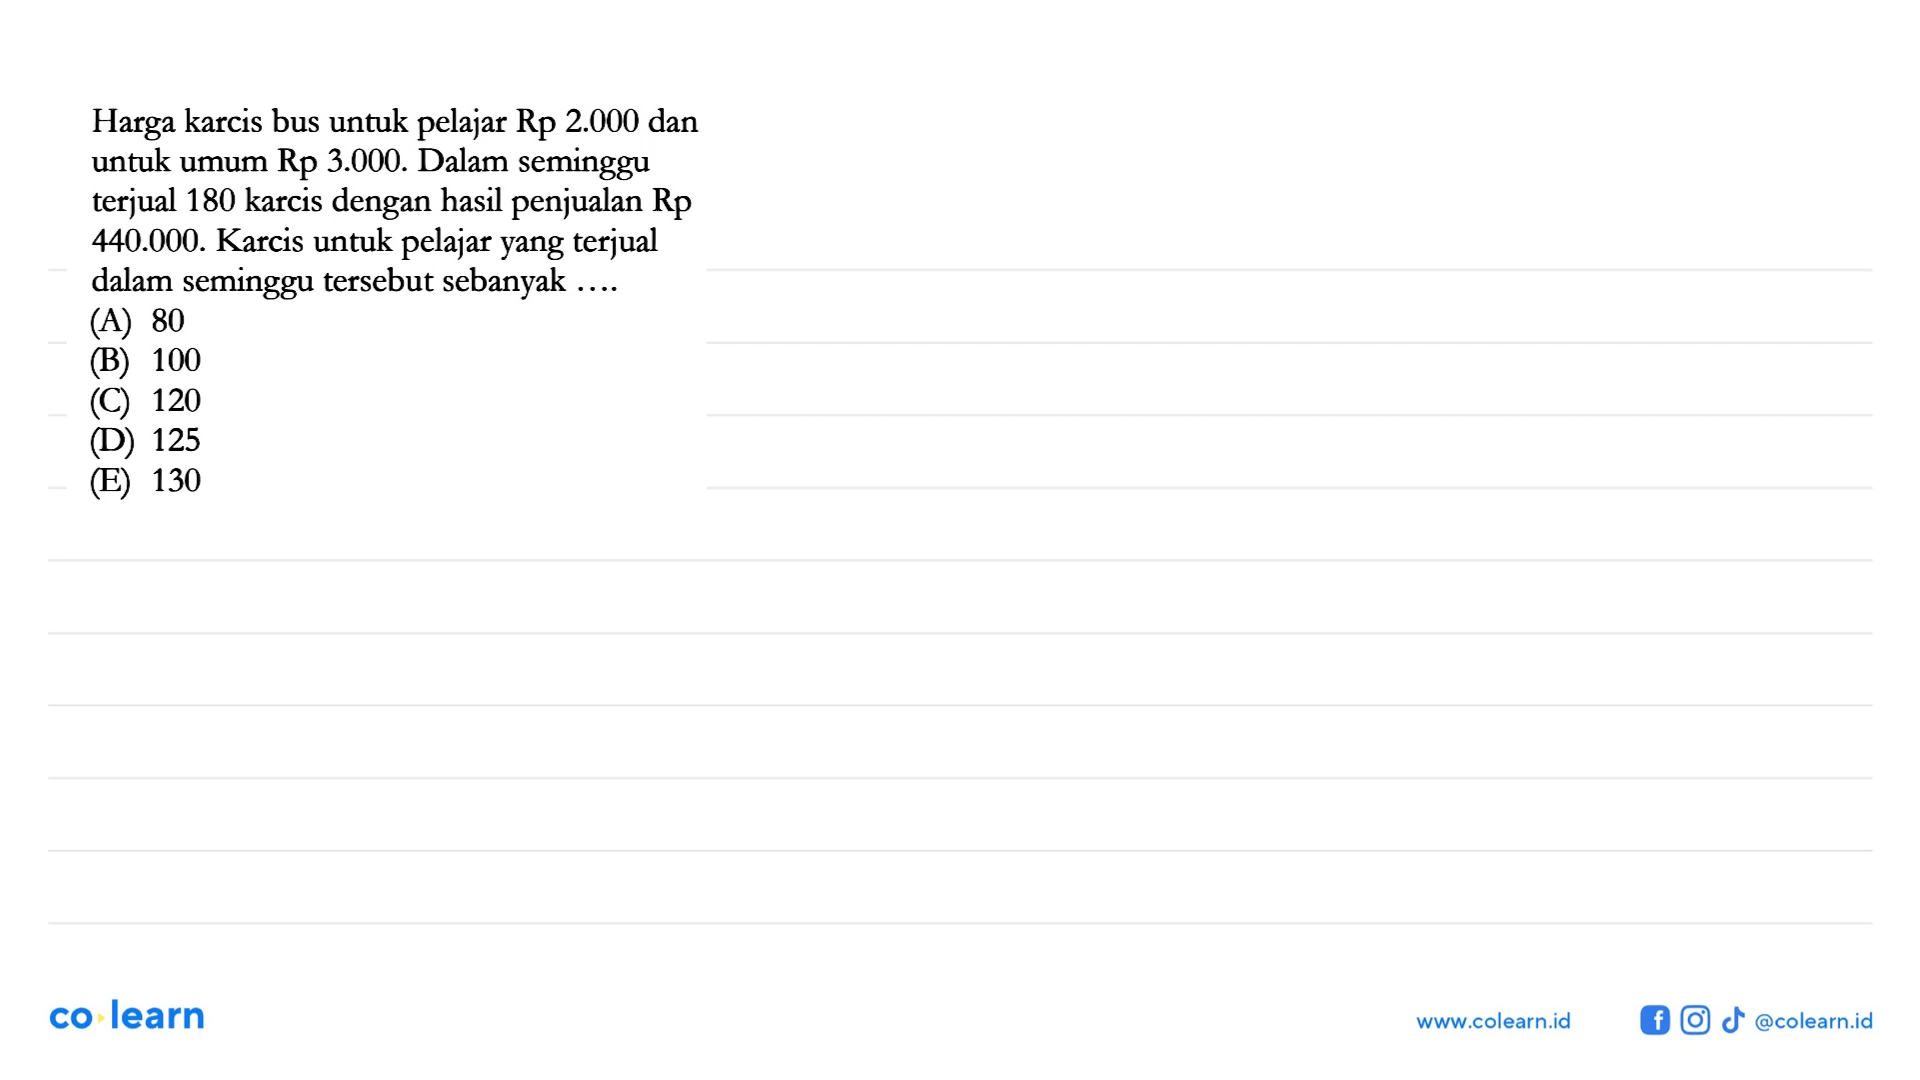 Harga karcis bus untuk pelajar Rp 2.000 dan
untuk umum Rp 3.000. Dalam seminggu
terjual 180 karcis dengan hasil penjualan Rp
440.000. Karcis untuk pelajar yang terjual
dalam seminggu tersebut sebanyak ....
(A) 80
(B) 100
(C) 120
(D) 125
(E) 130
co learn
www.colearn.id
@colearn.id